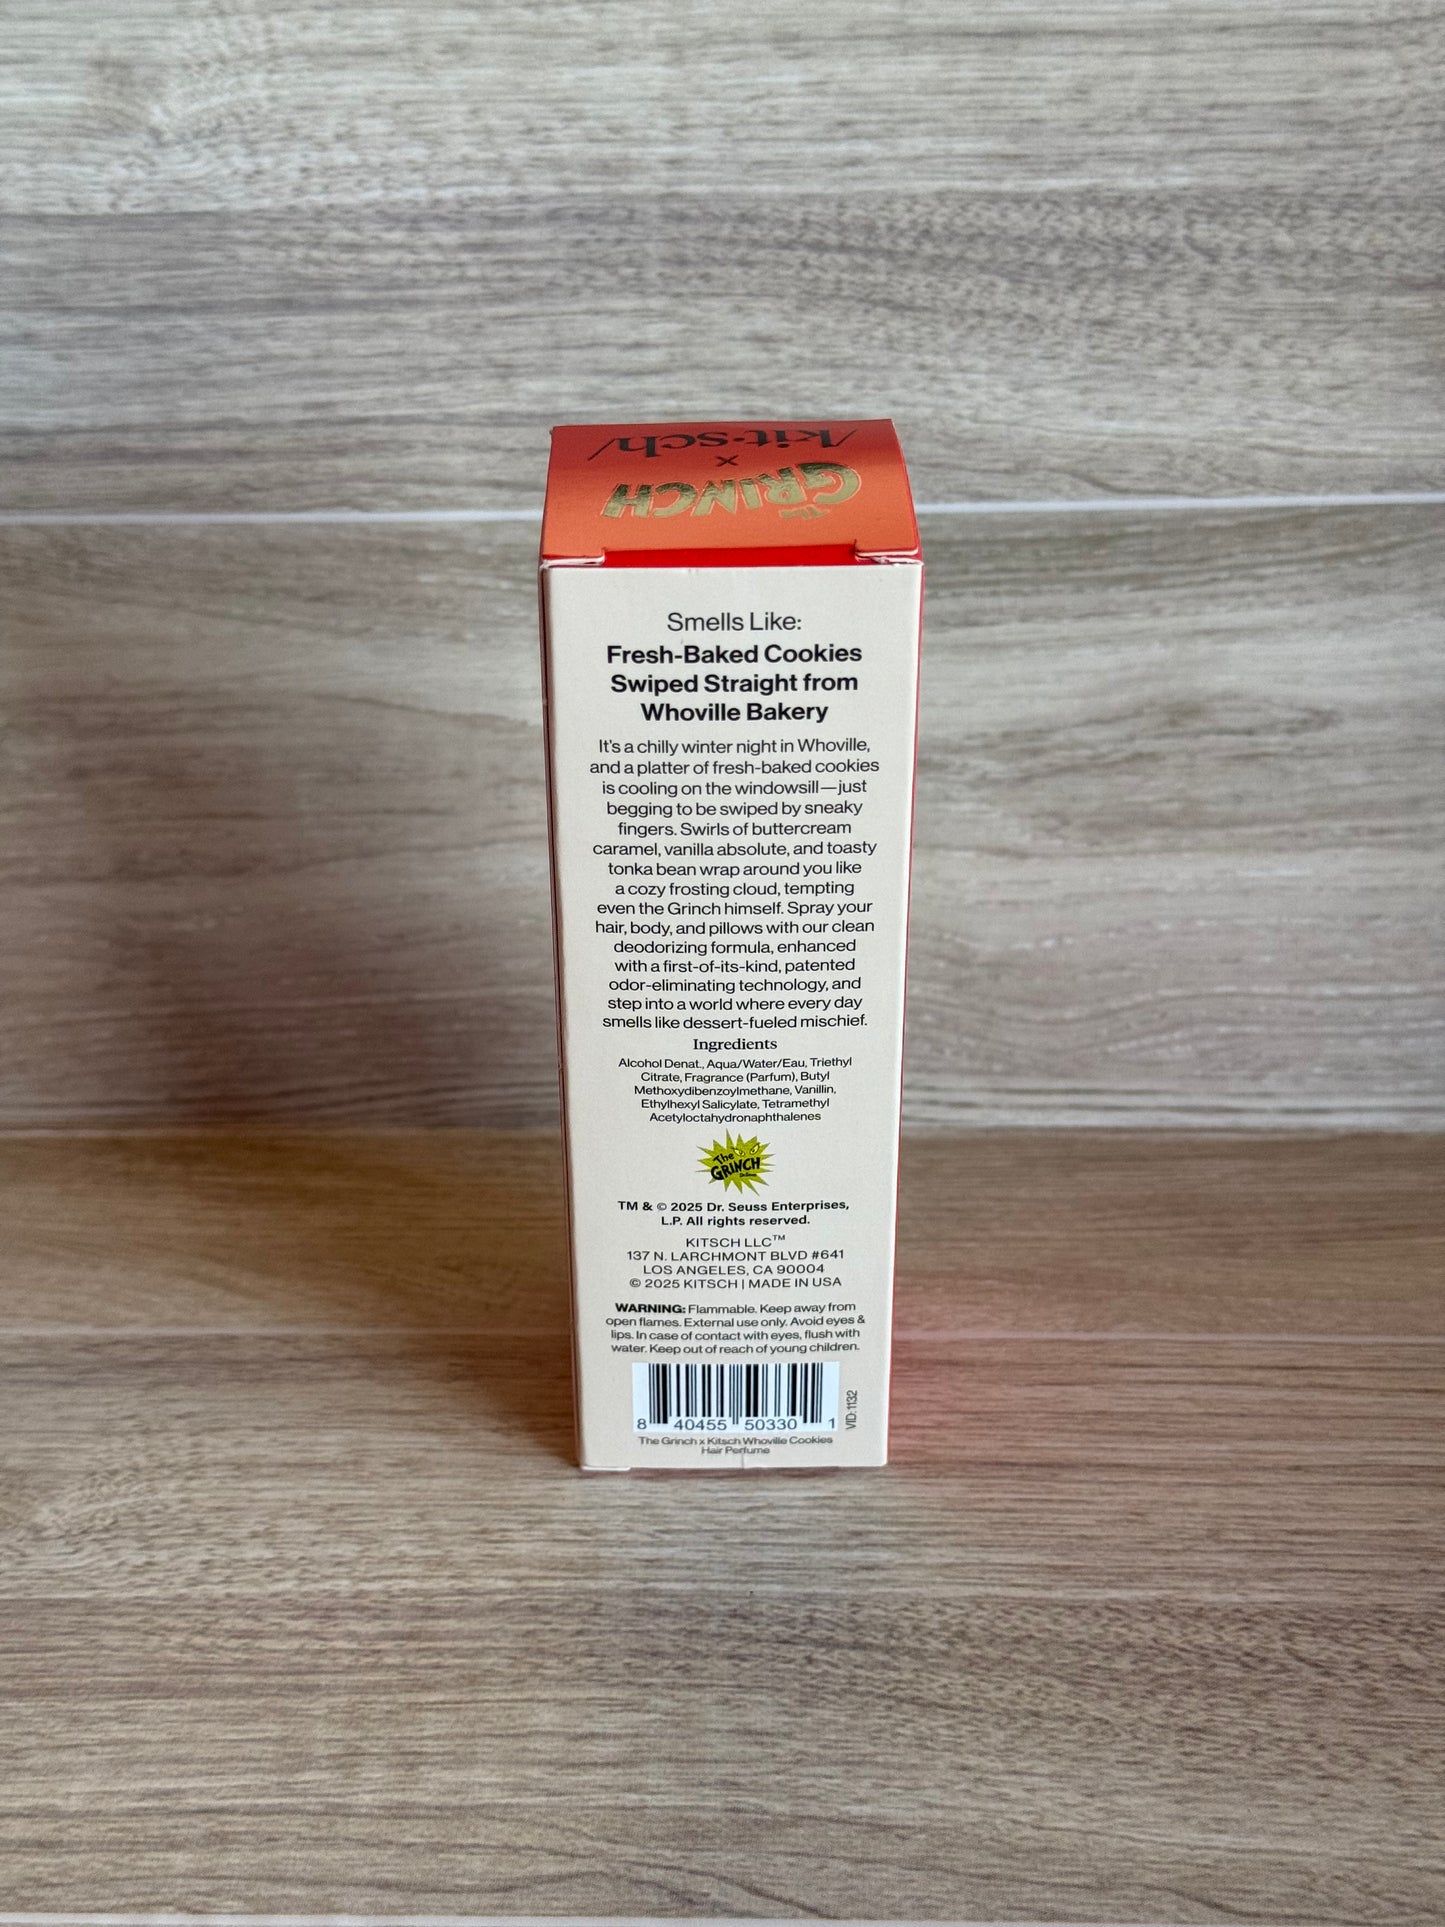 /kit·sch/
x
The GRINCH
Smells Like:
Fresh-Baked Cookies
Swiped Straight from
Whoville Bakery
It's a chilly winter night in Whoville,
and a platter of fresh-baked cookies
is cooling on the windowsill—just
begging to be swiped by sneaky
fingers. Swirls of buttercream
caramel, vanilla absolute, and toasty
tonka bean wrap around you like
a cozy frosting cloud, tempting
even the Grinch himself. Spray your
hair, body, and pillows with our clean
deodorizing formula, enhanced
with a first-of-its-kind, patented
odor-eliminating technology, and
step into a world where every day
smells like dessert-fueled mischief.
Ingredients
Alcohol Denat., Aqua/Water/Eau, Triethyl
Citrate, Fragrance (Parfum), Butyl
Methoxydibenzoylmethane, Vanillin,
Ethylhexyl Salicylate, Tetramethyl
Acetyloctahydronaphthalenes
The
GRINCH
Dr. Seuss
TM & © 2025 Dr. Seuss Enterprises,
L.P. All rights reserved.
KITSCH LLC™
137 N. LARCHMONT BLVD #641
LOS ANGELES, CA 90004
© 2025 KITSCH | MADE IN USA
WARNING: Flammable. Keep away from
open flames. External use only. Avoid eyes &
lips. In case of contact with eyes, flush with
water. Keep out of reach of young children.
8 40455 50330 1
VID: 1132
The Grinch x Kitsch Whoville Cookies
Hair Perfume